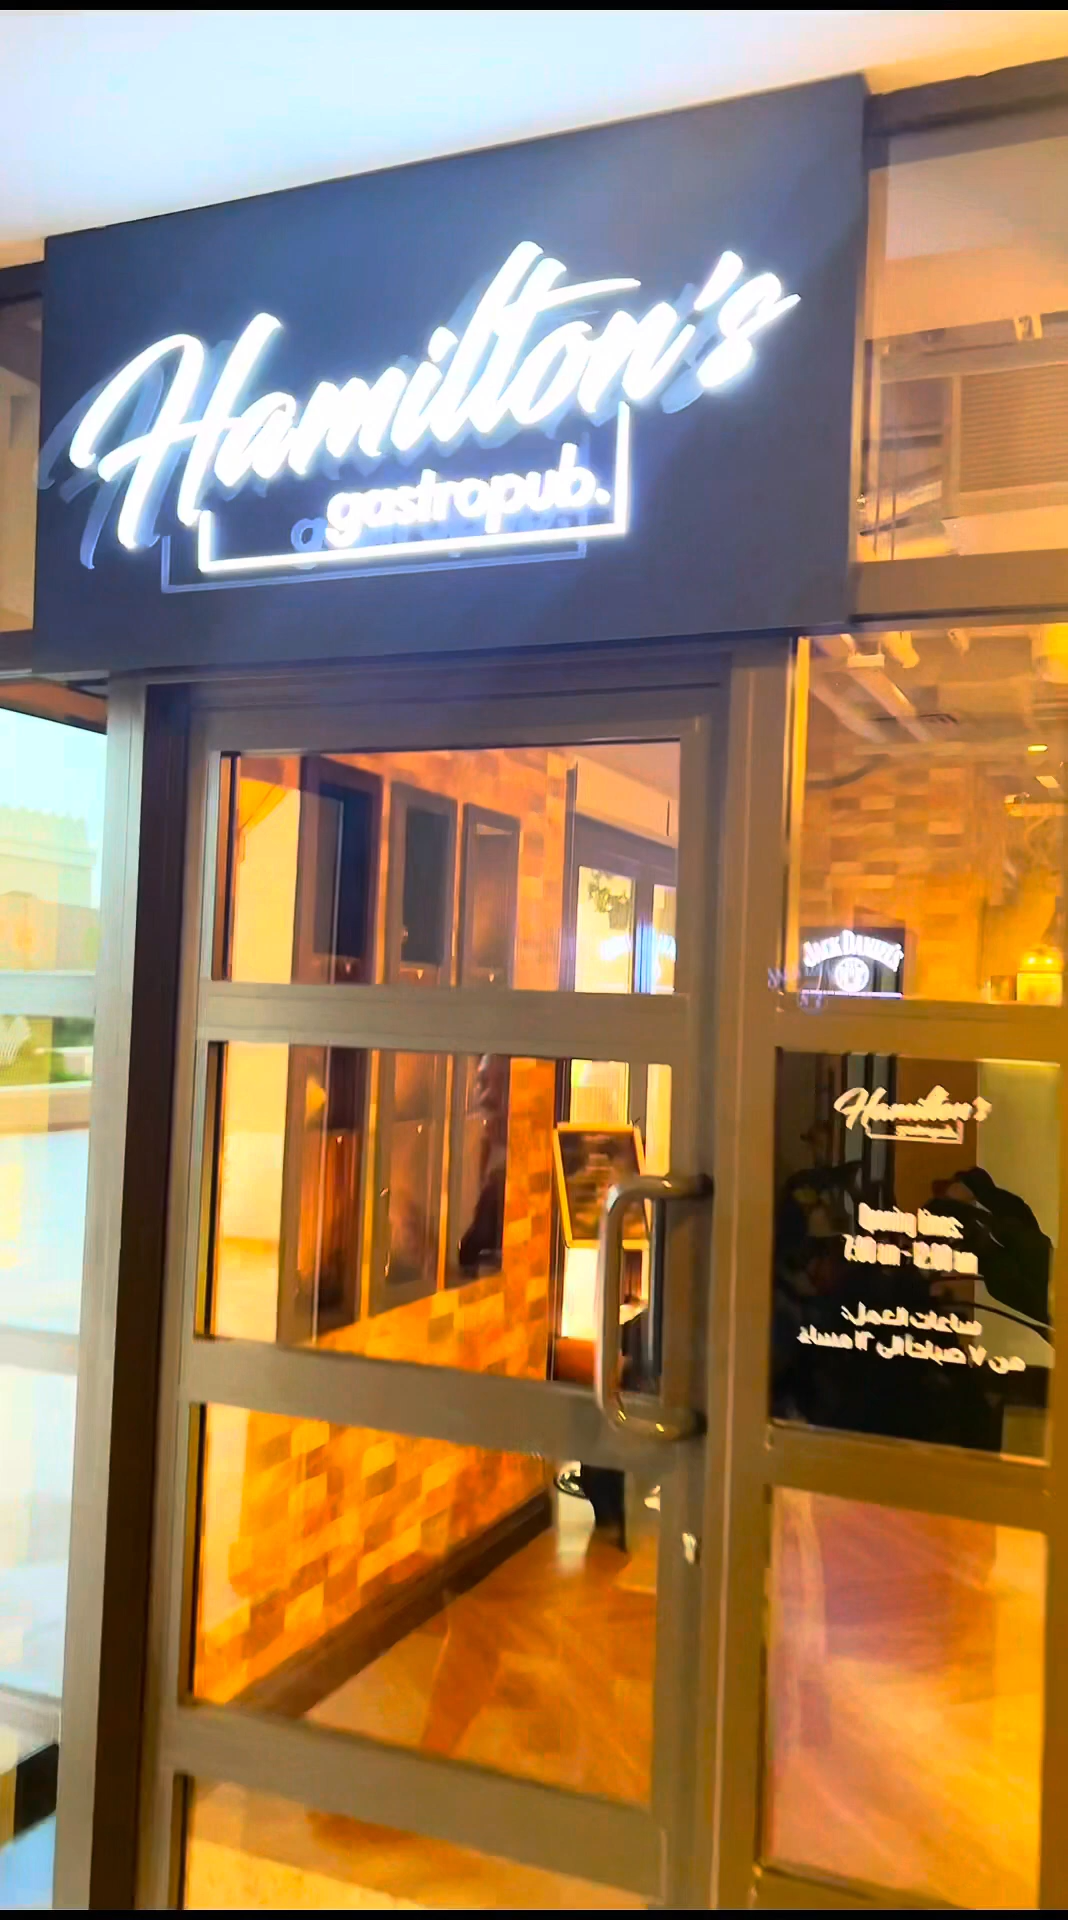 Hamilton's
gastropub.
JACK DANIEL'S
Hamilton's
gastropub.
Opening times:
7:00 am - 12:00 am
ساعات العمل:
من ٧ صباحاً الى ١٢ مساءً